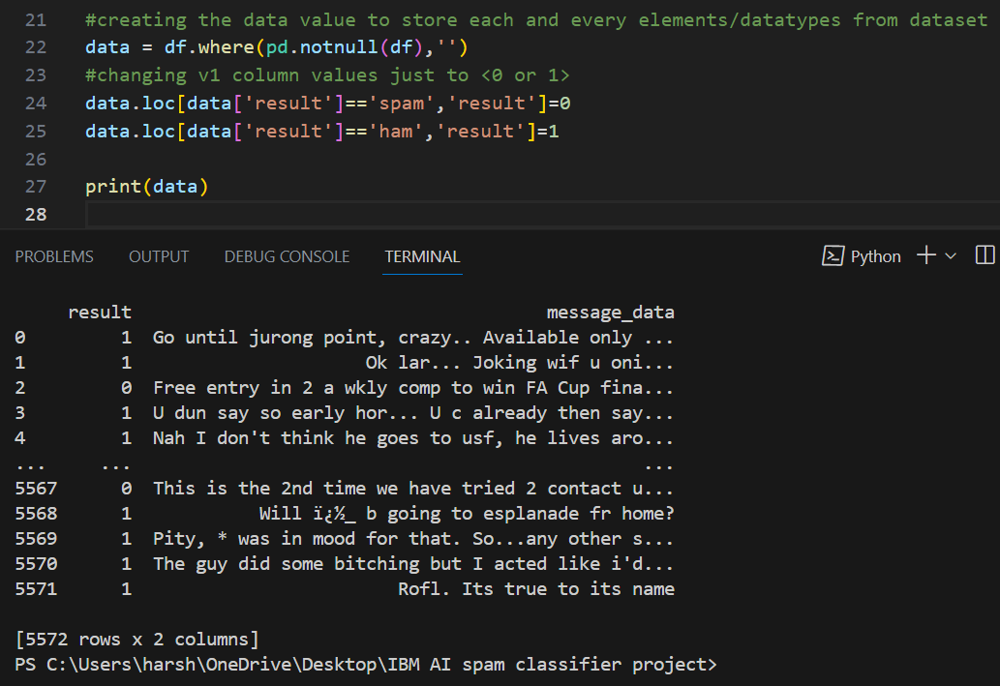 21 #creating the data value to store each and every elements/datatypes from dataset
22 data = df.where(pd.notnull(df),'')
23 #changing v1 column values just to <0 or 1>
24 data.loc[data['result']=='spam','result']=0
25 data.loc[data['result']=='ham','result']=1
26
27 print(data)
28
PROBLEMS OUTPUT DEBUG CONSOLE TERMINAL Python
result message_data
0 1 Go until jurong point, crazy.. Available only ...
1 1 Ok lar... Joking wif u oni...
2 0 Free entry in 2 a wkly comp to win FA Cup fina...
3 1 U dun say so early hor... U c already then say...
4 1 Nah I don't think he goes to usf, he lives aro...
... ... ...
5567 0 This is the 2nd time we have tried 2 contact u...
5568 1 Will ï¿½_ b going to esplanade fr home?
5569 1 Pity, * was in mood for that. So...any other s...
5570 1 The guy did some bitching but I acted like i'd...
5571 1 Rofl. Its true to its name
[5572 rows x 2 columns]
PS C:\Users\harsh\OneDrive\Desktop\IBM AI spam classifier project>